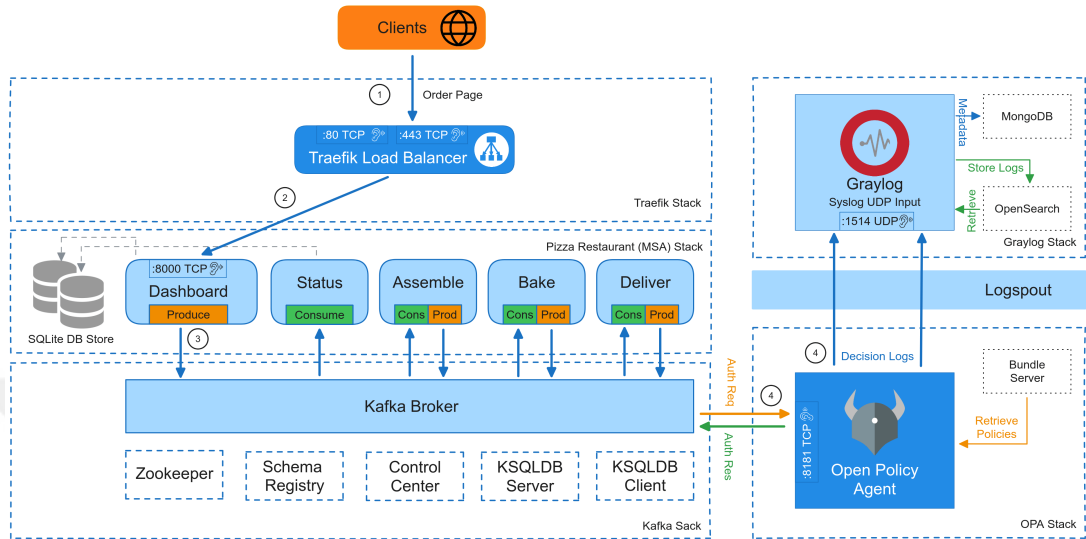 Clients
1
Order Page
:80 TCP
:443 TCP
Traefik Load Balancer
2
Traefik Stack
Pizza Restaurant (MSA) Stack
:8000 TCP
Dashboard
Produce
Status
Consume
Assemble
Cons
Prod
Bake
Cons
Prod
Deliver
Cons
Prod
SQLite DB Store
3
Kafka Broker
Zookeeper
Schema
Registry
Control
Center
KSQLDB
Server
KSQLDB
Client
Kafka Sack
Auth Req
4
Auth Res
Graylog
Syslog UDP Input
:1514 UDP
Metadata
MongoDB
Store Logs
Retrieve
OpenSearch
Graylog Stack
Logspout
4
Decision Logs
Bundle
Server
Retrieve
Policies
:8181 TCP
Open Policy
Agent
OPA Stack